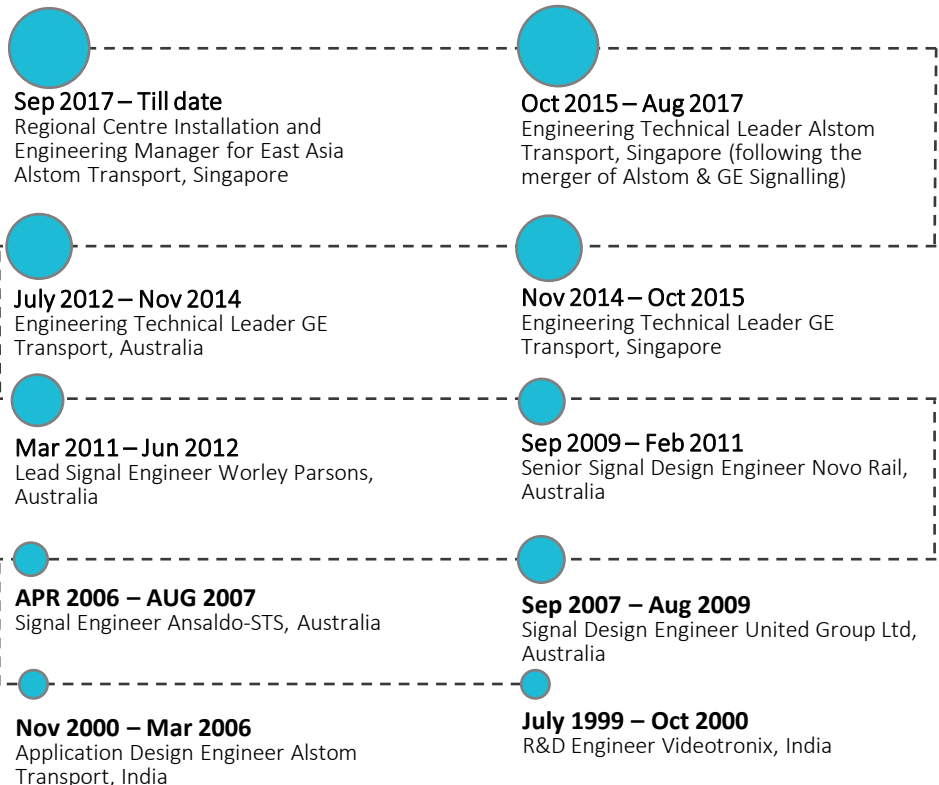 Sep 2017 – Till date
Regional Centre Installation and
Engineering Manager for East Asia
Alstom Transport, Singapore
Oct 2015 – Aug 2017
Engineering Technical Leader Alstom
Transport, Singapore (following the
merger of Alstom & GE Signalling)
July 2012 – Nov 2014
Engineering Technical Leader GE
Transport, Australia
Nov 2014 – Oct 2015
Engineering Technical Leader GE
Transport, Singapore
Mar 2011 – Jun 2012
Lead Signal Engineer Worley Parsons,
Australia
Sep 2009 – Feb 2011
Senior Signal Design Engineer Novo Rail,
Australia
APR 2006 – AUG 2007
Signal Engineer Ansaldo-STS, Australia
Sep 2007 – Aug 2009
Signal Design Engineer United Group Ltd,
Australia
Nov 2000 – Mar 2006
Application Design Engineer Alstom
Transport, India
July 1999 – Oct 2000
R&D Engineer Videotronix, India